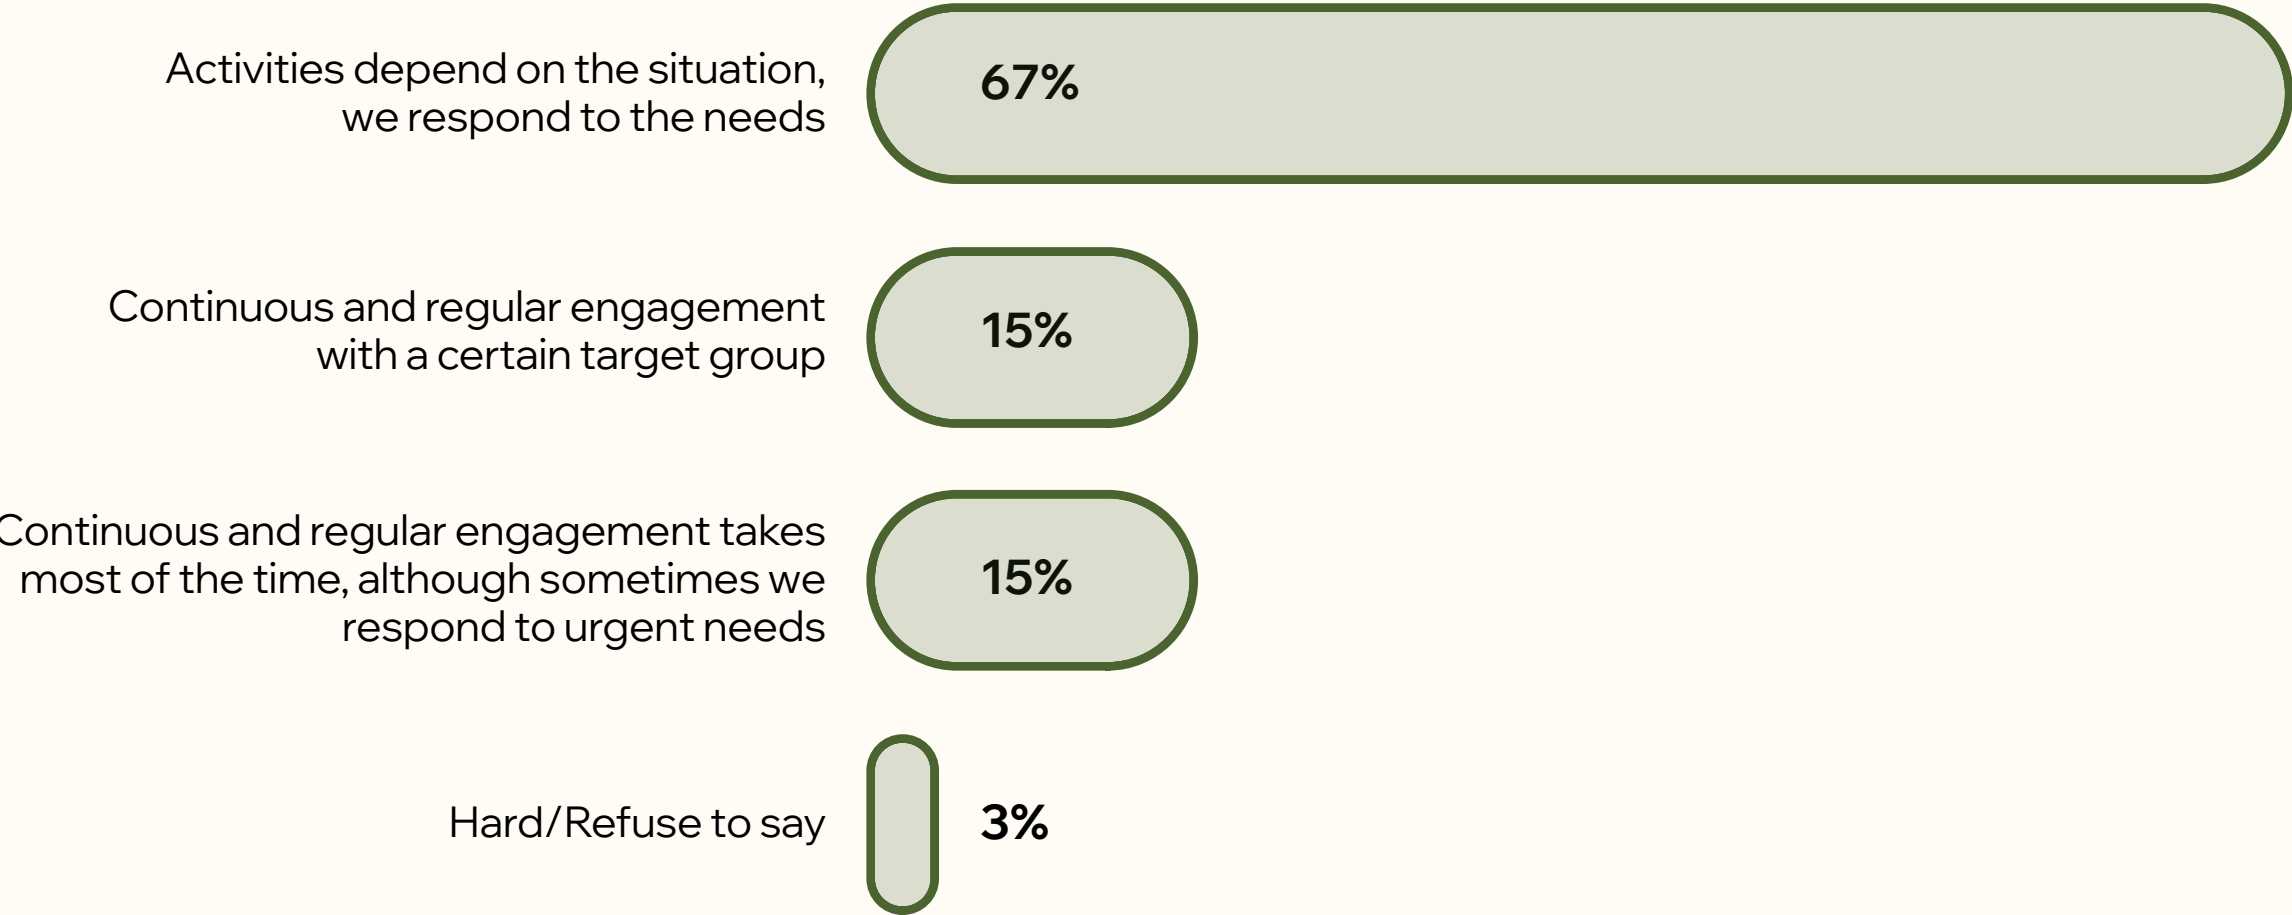 Activities depend on the situation,
we respond to the needs
67%
Continuous and regular engagement
with a certain target group
15%
Continuous and regular engagement takes
most of the time, although sometimes we
respond to urgent needs
15%
Hard/Refuse to say
3%